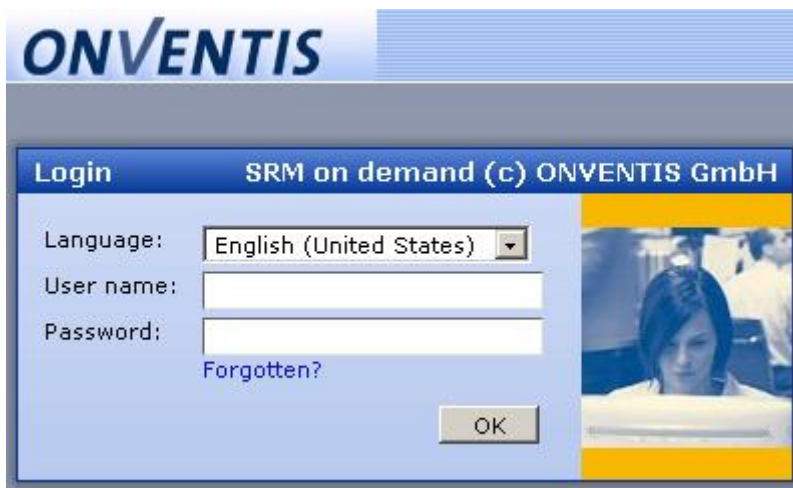 ONVENTIS
Login SRM on demand (c) ONVENTIS GmbH
Language: English (United States)
User name:
Password:
Forgotten?
OK